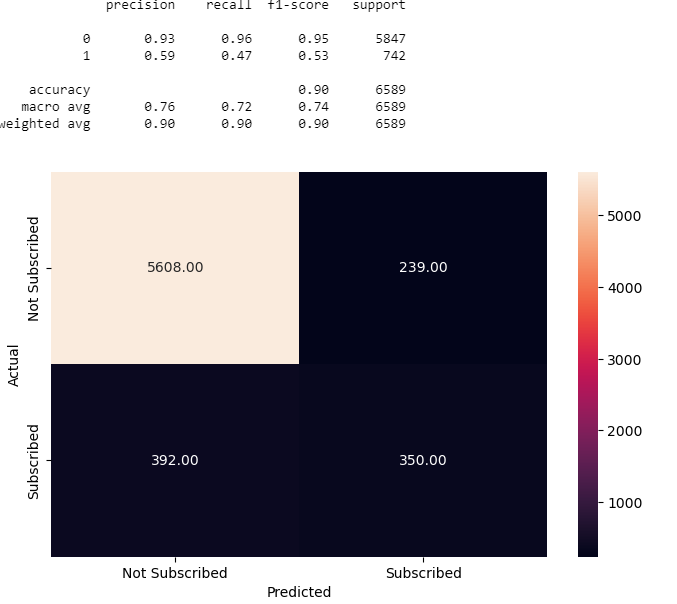 precision recall f1-score support
0 0.93 0.96 0.95 5847
1 0.59 0.47 0.53 742
accuracy 0.90 6589
macro avg 0.76 0.72 0.74 6589
weighted avg 0.90 0.90 0.90 6589
5608.00 239.00
392.00 350.00
Not Subscribed
Subscribed
Actual
Not Subscribed Subscribed
Predicted
5000
4000
3000
2000
1000